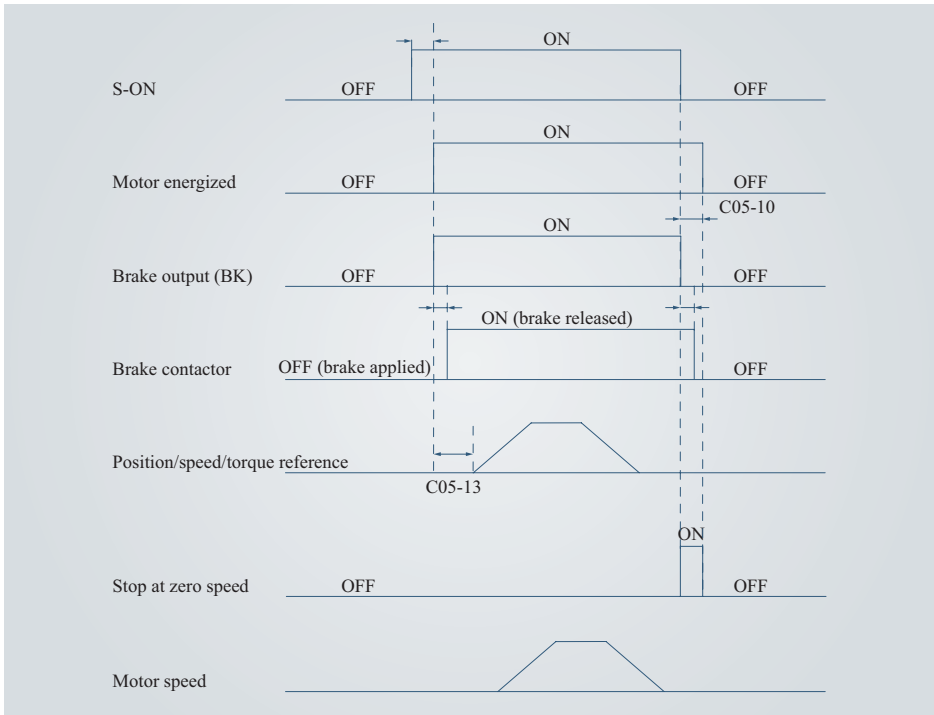 ON
S-ON OFF OFF
ON
Motor energized OFF OFF
C05-10
ON
Brake output (BK) OFF OFF
ON (brake released)
Brake contactor OFF (brake applied) OFF
Position/speed/torque reference
C05-13
ON
Stop at zero speed OFF OFF
Motor speed